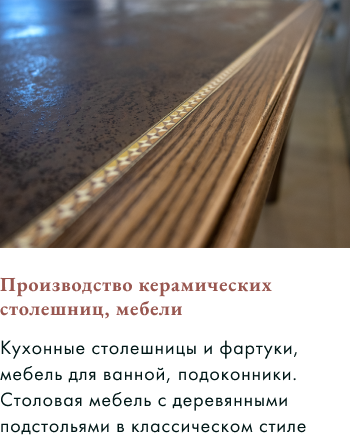 Производство керамических
столешниц, мебели
Кухонные столешницы и фартуки,
мебель для ванной, подоконники.
Столовая мебель с деревянными
подстольями в классическом стиле